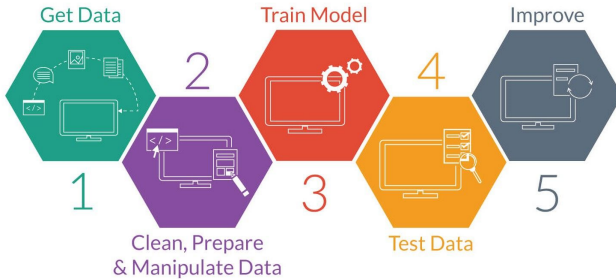 Get Data
1
2
Clean, Prepare
& Manipulate Data
Train Model
3
4
Test Data
Improve
5
</>
</>